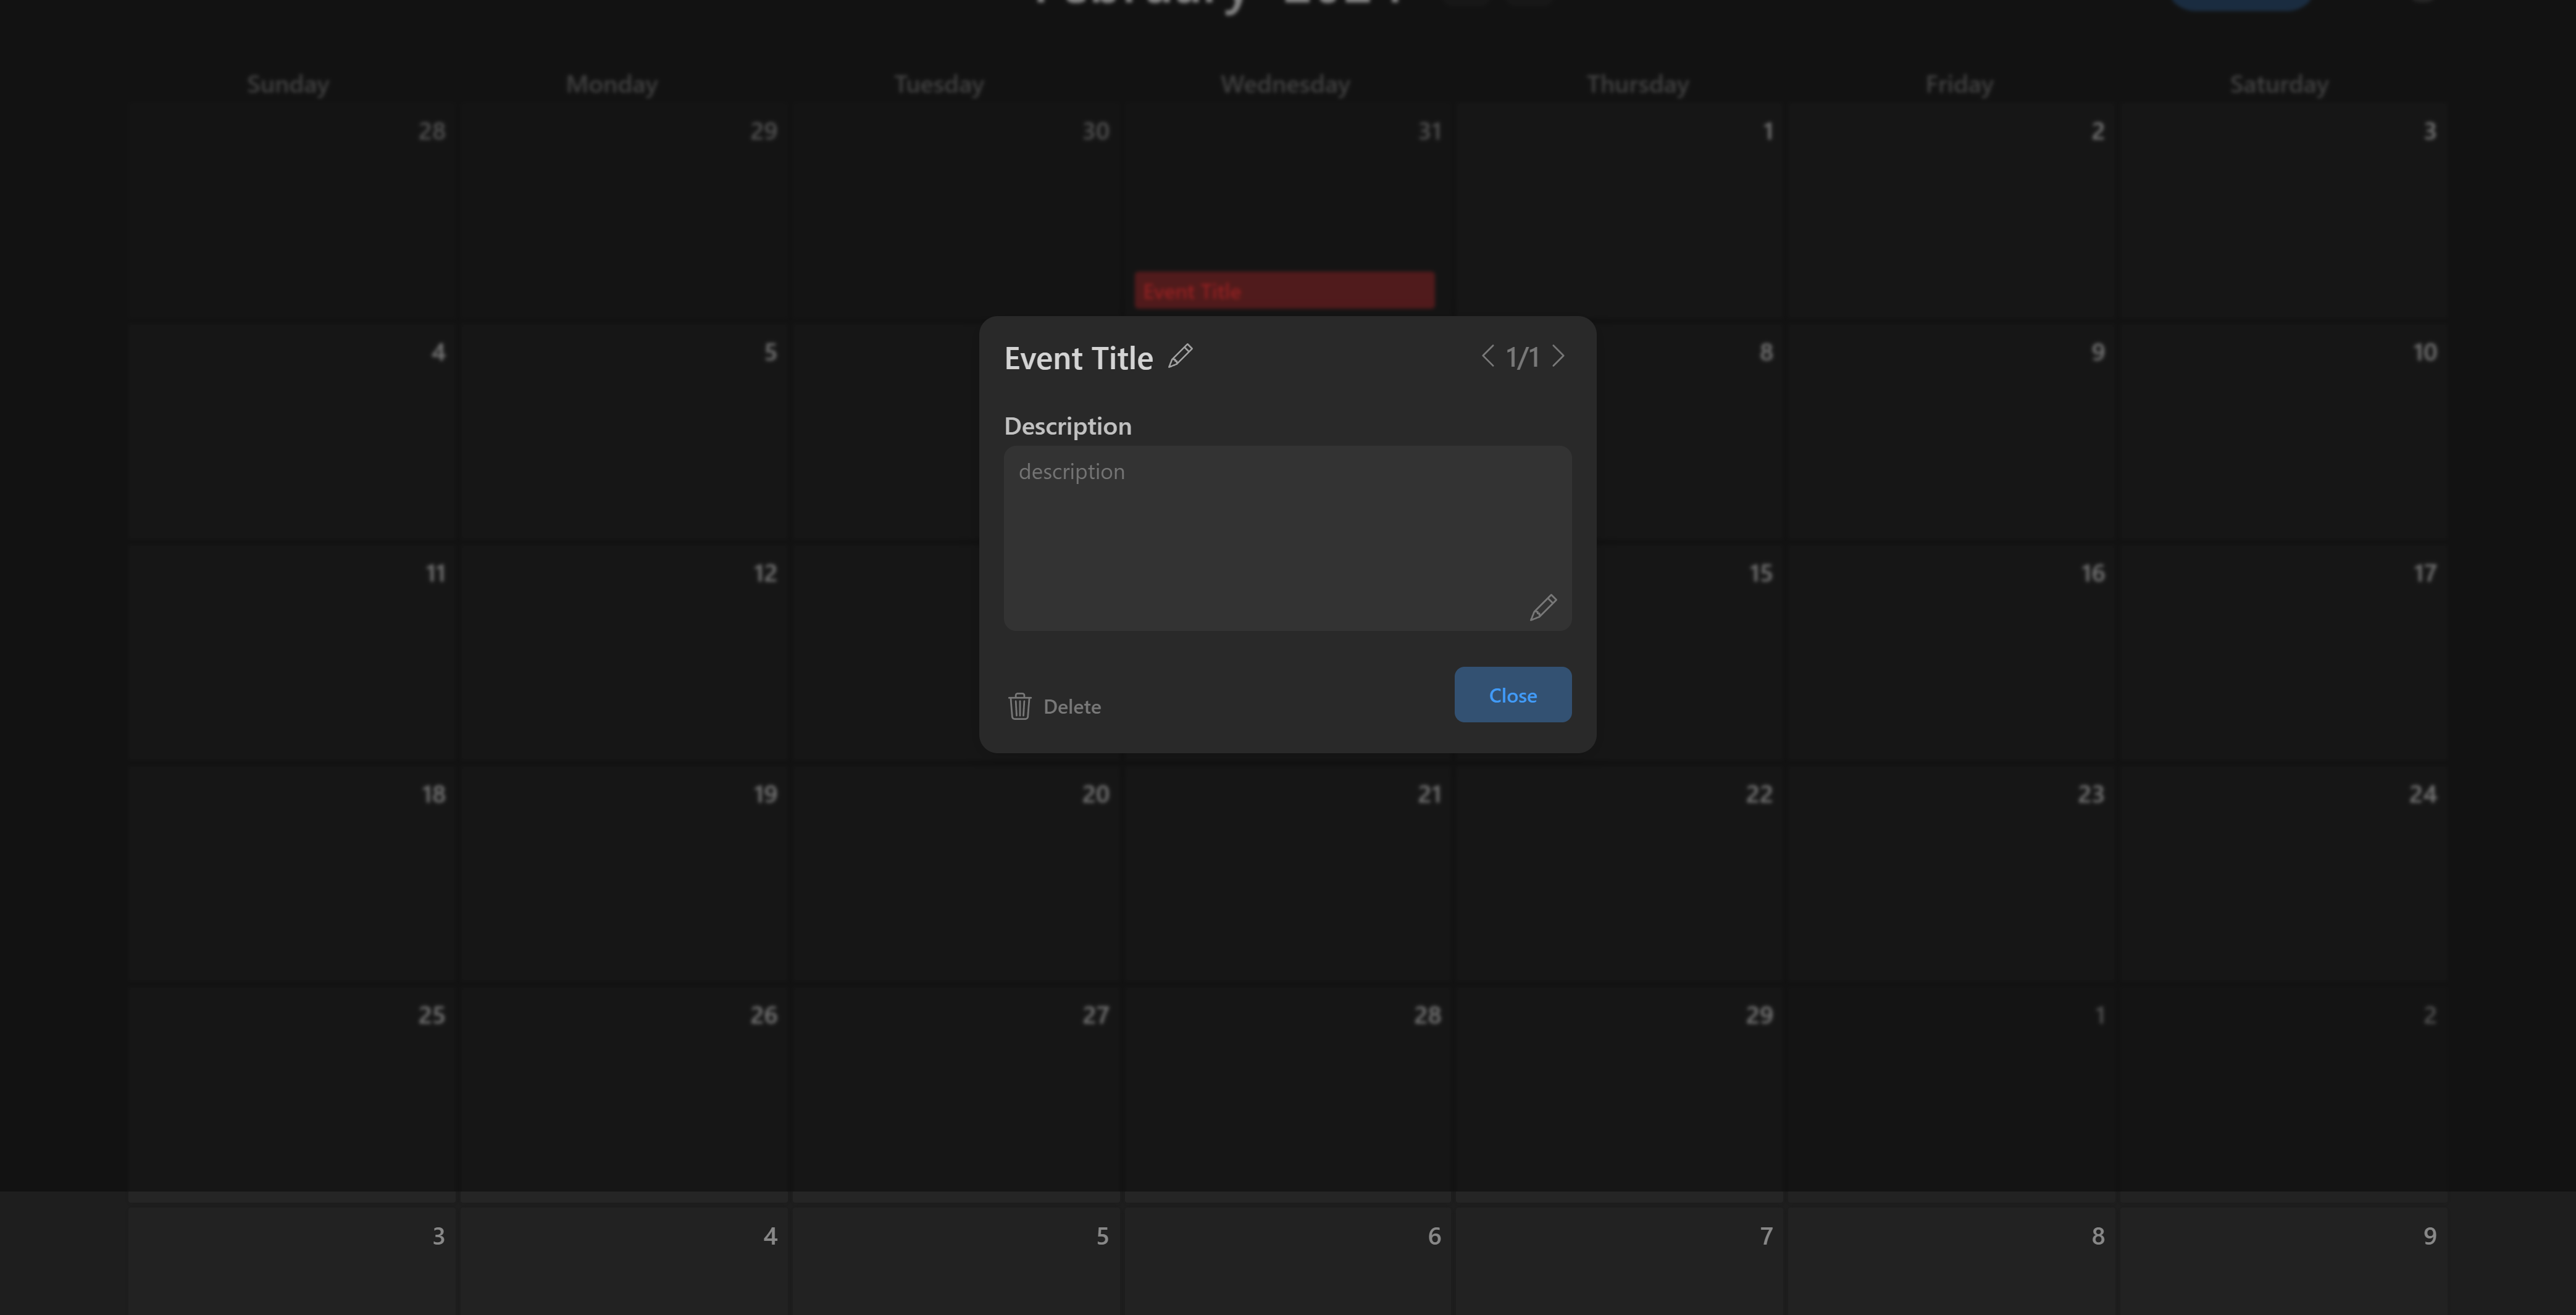 February 2024
Sunday Monday Tuesday Wednesday Thursday Friday Saturday
28 29 30 31 1 2 3
Event Title
4 5 8 9 10
Event Title 1/1
Description
description
11 12 15 16 17
Delete Close
18 19 20 21 22 23 24
25 26 27 28 29 1 2
3 4 5 6 7 8 9